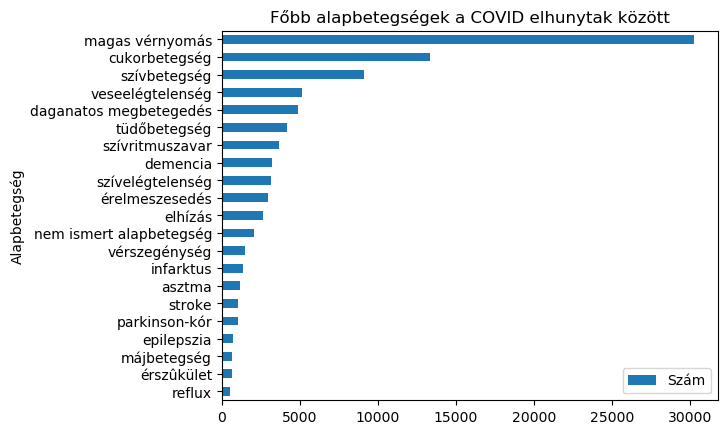 Főbb alapbetegségek a COVID elhunytak között
magas vérnyomás
cukorbetegség
szívbetegség
veseelégtelenség
daganatos megbetegedés
tüdőbetegség
szívritmuszavar
demencia
szívelégtelenség
érelmeszesedés
elhízás
nem ismert alapbetegség
vérszegénység
infarktus
asztma
stroke
parkinson-kór
epilepszia
májbetegség
érszûkület
reflux
Alapbetegség
Szám
0 5000 10000 15000 20000 25000 30000